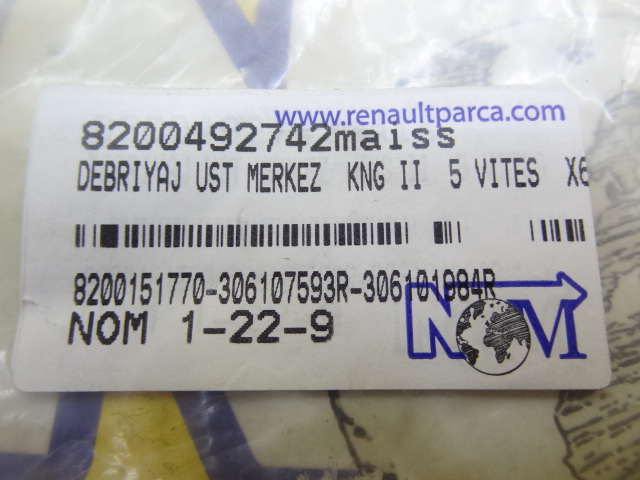 www.renaultparca.com
8200492742maiss
DEBRIYAJ UST MERKEZ KNG II 5 VITES X6
8200151770-306107593R-306101084R
NOM 1-22-9
NOM